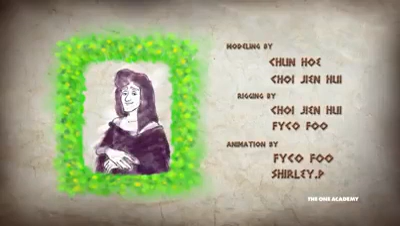 MODELING BY
CHUN HOE
CHOI JIEN HUI
RIGGING BY
CHOI JIEN HUI
FYCO FOO
ANIMATION BY
FYCO FOO
SHIRLEY.P
THE ONE ACADEMY